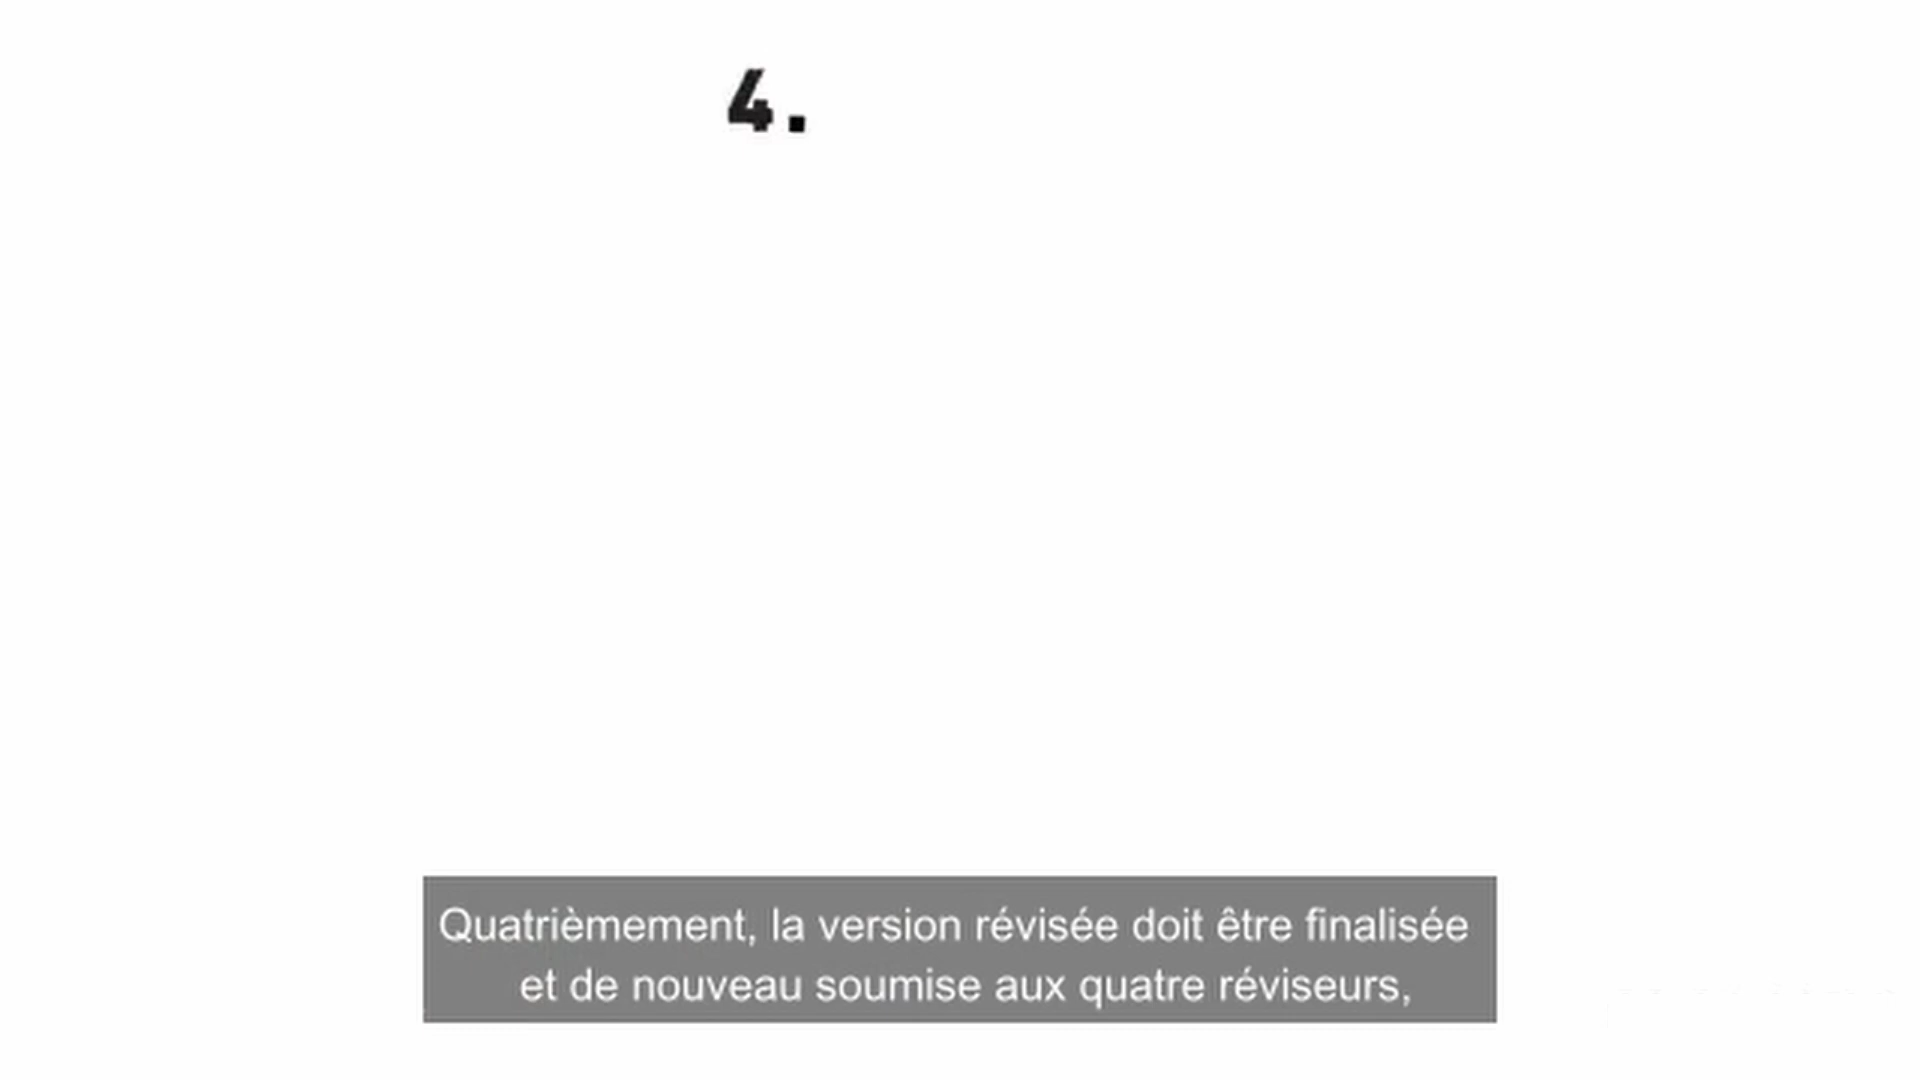 4.
Quatrièmement, la version révisée doit être finalisée
et de nouveau soumise aux quatre réviseurs,